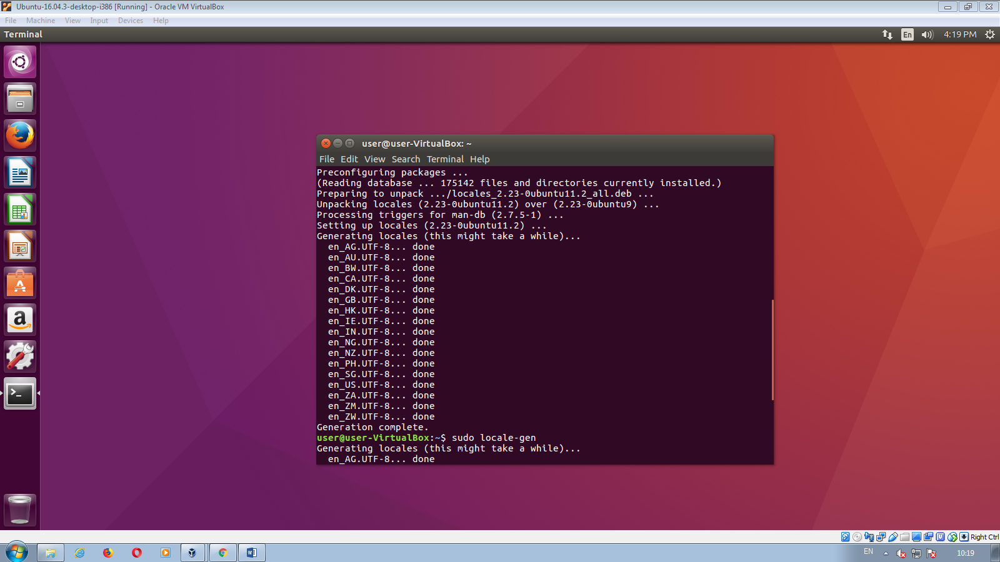 Ubuntu-16.04.3-desktop-i386 [Running] - Oracle VM VirtualBox
File Machine View Input Devices Help
Terminal
En
4:19 PM
user@user-VirtualBox: ~
File Edit View Search Terminal Help
Preconfiguring packages ...
(Reading database ... 175142 files and directories currently installed.)
Preparing to unpack .../locales_2.23-0ubuntu11.2_all.deb ...
Unpacking locales (2.23-0ubuntu11.2) over (2.23-0ubuntu9) ...
Processing triggers for man-db (2.7.5-1) ...
Setting up locales (2.23-0ubuntu11.2) ...
Generating locales (this might take a while)...
en_AG.UTF-8... done
en_AU.UTF-8... done
en_BW.UTF-8... done
en_CA.UTF-8... done
en_DK.UTF-8... done
en_GB.UTF-8... done
en_HK.UTF-8... done
en_IE.UTF-8... done
en_IN.UTF-8... done
en_NG.UTF-8... done
en_NZ.UTF-8... done
en_PH.UTF-8... done
en_SG.UTF-8... done
en_US.UTF-8... done
en_ZA.UTF-8... done
en_ZM.UTF-8... done
en_ZW.UTF-8... done
Generation complete.
user@user-VirtualBox:~$ sudo locale-gen
Generating locales (this might take a while)...
en_AG.UTF-8... done
Right Ctrl
EN
10:19